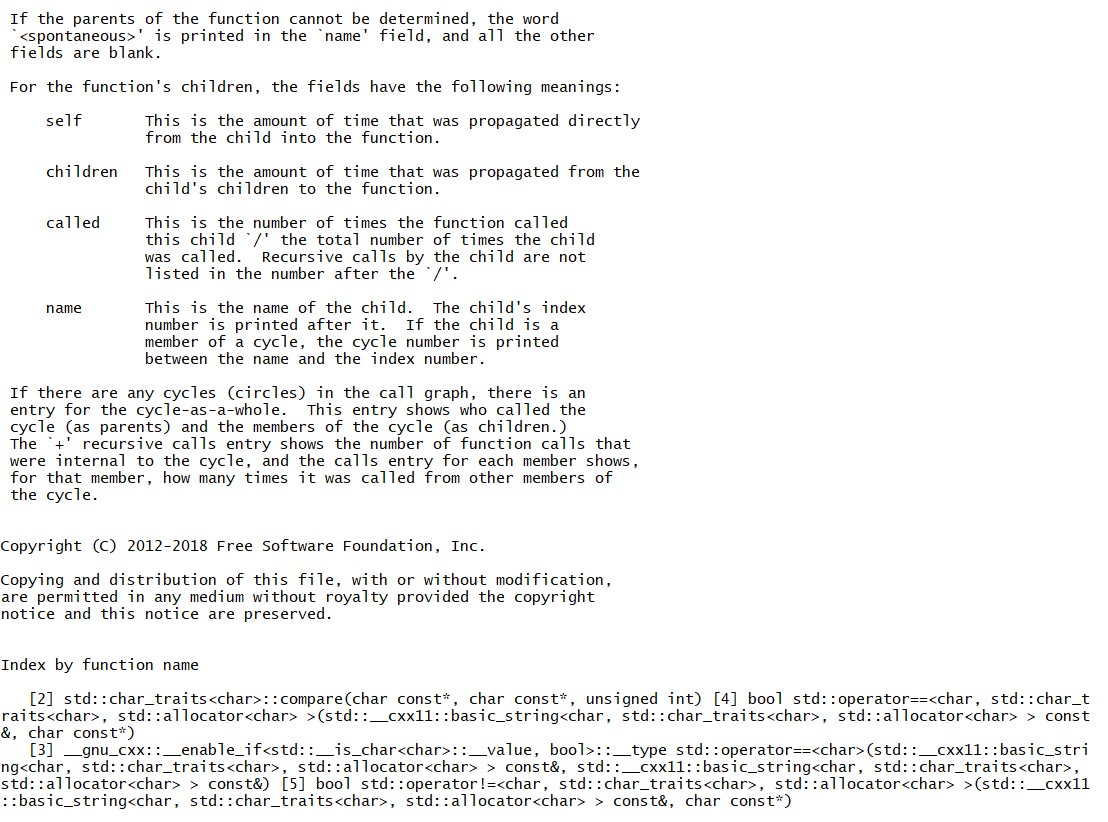 If the parents of the function cannot be determined, the word
`<spontaneous>' is printed in the `name' field, and all the other
fields are blank.
For the function's children, the fields have the following meanings:
self This is the amount of time that was propagated directly
from the child into the function.
children This is the amount of time that was propagated from the
child's children to the function.
called This is the number of times the function called
this child `/' the total number of times the child
was called. Recursive calls by the child are not
listed in the number after the `/'.
name This is the name of the child. The child's index
number is printed after it. If the child is a
member of a cycle, the cycle number is printed
between the name and the index number.
If there are any cycles (circles) in the call graph, there is an
entry for the cycle-as-a-whole. This entry shows who called the
cycle (as parents) and the members of the cycle (as children.)
The `+' recursive calls entry shows the number of function calls that
were internal to the cycle, and the calls entry for each member shows,
for that member, how many times it was called from other members of
the cycle.
Copyright (C) 2012-2018 Free Software Foundation, Inc.
Copying and distribution of this file, with or without modification,
are permitted in any medium without royalty provided the copyright
notice and this notice are preserved.
Index by function name
[2] std::char_traits<char>::compare(char const*, char const*, unsigned int) [4] bool std::operator==<char, std::char_t
raits<char>, std::allocator<char> >(std::__cxx11::basic_string<char, std::char_traits<char>, std::allocator<char> > const
&, char const*)
[3] __gnu_cxx::__enable_if<std::__is_char<char>::__value, bool>::__type std::operator==<char>(std::__cxx11::basic_stri
ng<char, std::char_traits<char>, std::allocator<char> > const&, std::__cxx11::basic_string<char, std::char_traits<char>,
std::allocator<char> > const&) [5] bool std::operator!=<char, std::char_traits<char>, std::allocator<char> >(std::__cxx11
::basic_string<char, std::char_traits<char>, std::allocator<char> > const&, char const*)